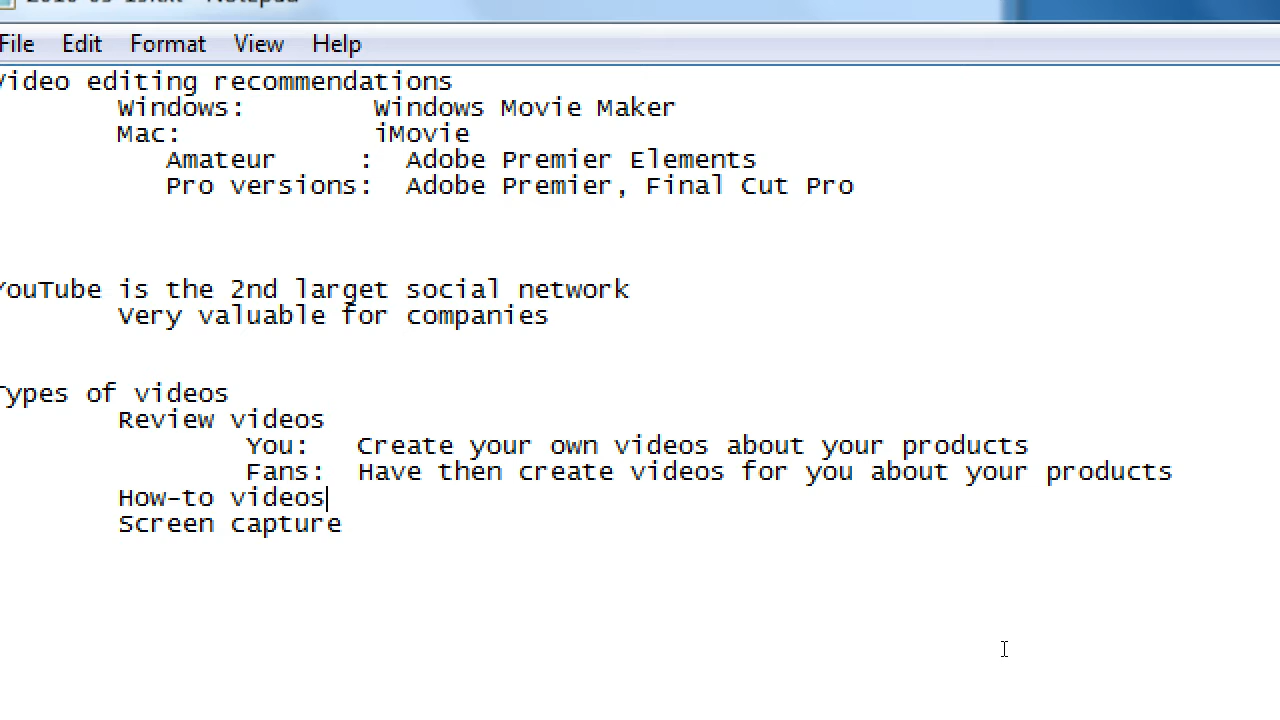 File Edit Format View Help
Video editing recommendations
Windows: Windows Movie Maker
Mac: iMovie
Amateur : Adobe Premier Elements
Pro versions: Adobe Premier, Final Cut Pro
YouTube is the 2nd larget social network
Very valuable for companies
Types of videos
Review videos
You: Create your own videos about your products
Fans: Have then create videos for you about your products
How-to videos
Screen capture